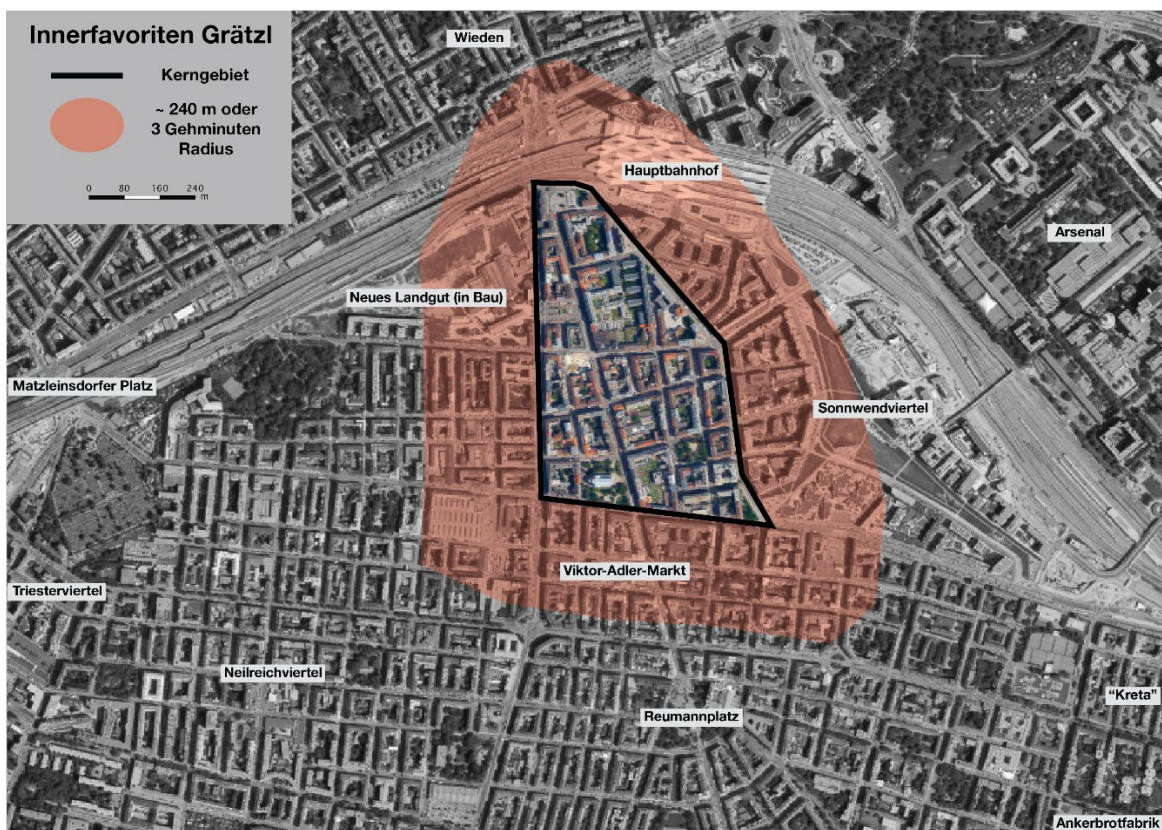 Innerfavoriten Grätzl
Kerngebiet
~ 240 m oder
3 Gehminuten
Radius
0 80 160 240
m
Wieden
Hauptbahnhof
Arsenal
Neues Landgut (in Bau)
Matzleinsdorfer Platz
Sonnwendviertel
Viktor-Adler-Markt
Triesterviertel
Neilreichviertel
"Kreta"
Reumannplatz
Ankerbrotfabrik